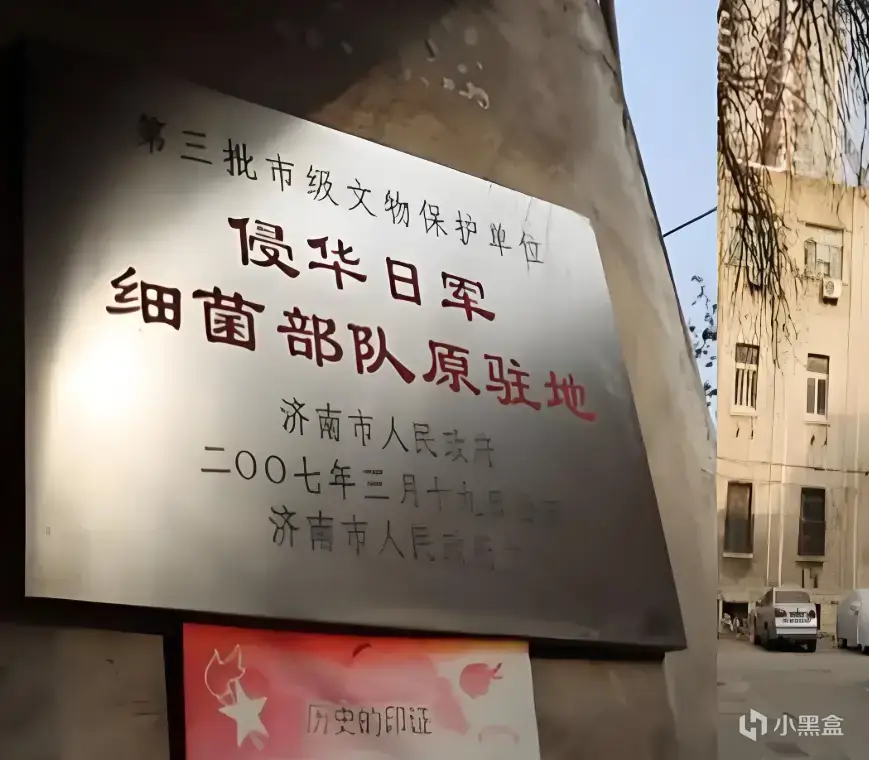 第三批市级文物保护单位
侵华日军
细菌部队原驻地
济南市人民政府
二〇〇七年三月十九日
济南市人民政府
历史的印证
小黑盒